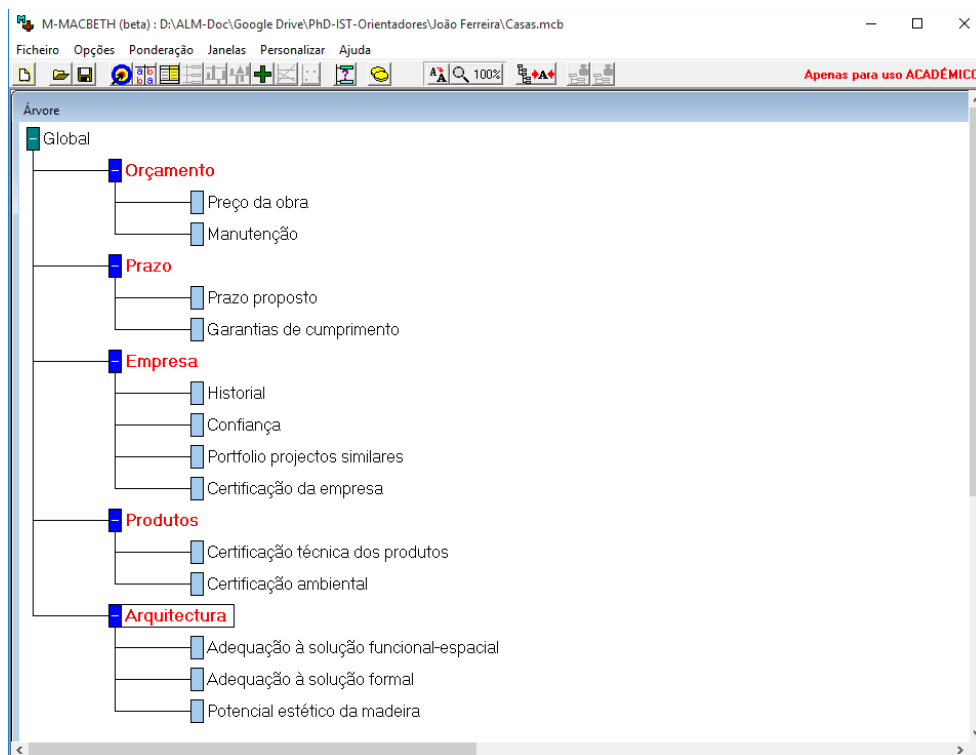 M-MACBETH (beta) : D:\ALM-Doc\Google Drive\PhD-IST-Orientadores\João Ferreira\Casas.mcb
Ficheiro Opções Ponderação Janelas Personalizar Ajuda
100% Apenas para uso ACADÉMICO
Árvore
Global
Orçamento
Preço da obra
Manutenção
Prazo
Prazo proposto
Garantias de cumprimento
Empresa
Historial
Confiança
Portfolio projectos similares
Certificação da empresa
Produtos
Certificação técnica dos produtos
Certificação ambiental
Arquitectura
Adequação à solução funcional-espacial
Adequação à solução formal
Potencial estético da madeira